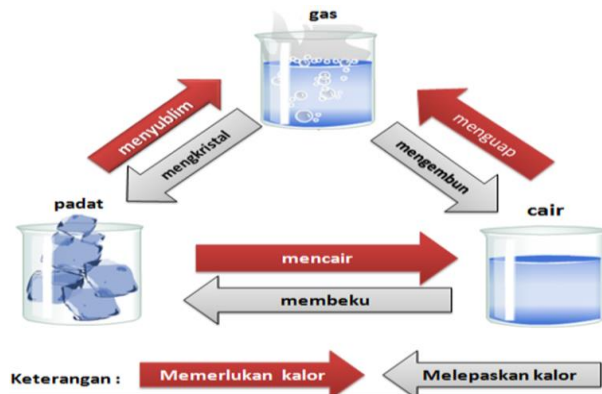 gas
menyublim
mengkristal
menguap
mengembun
padat
cair
mencair
membeku
Keterangan :
Memerlukan kalor
Melepaskan kalor